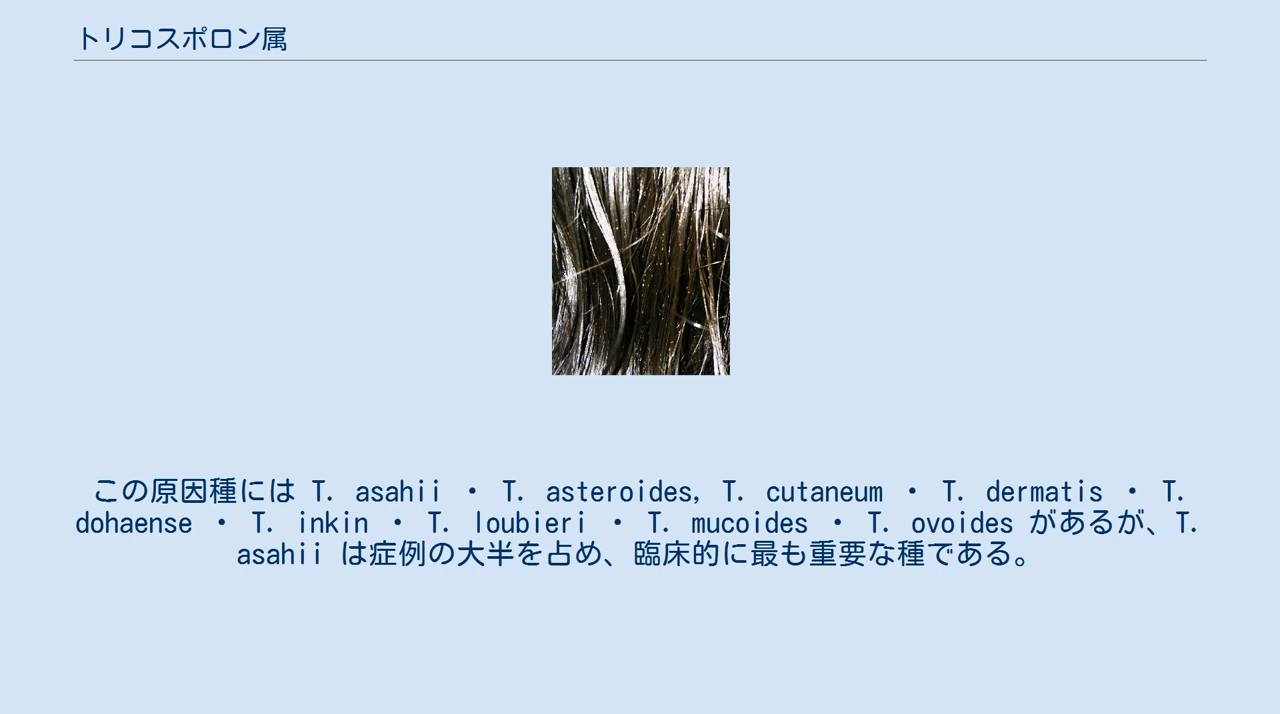 トリコスポロン属
この原因種には T. asahii ・ T. asteroides, T. cutaneum ・ T. dermatis ・ T.
dohaense ・ T. inkin ・ T. loubieri ・ T. mucoides ・ T. ovoides があるが、T.
asahii は症例の大半を占め、臨床的に最も重要な種である。